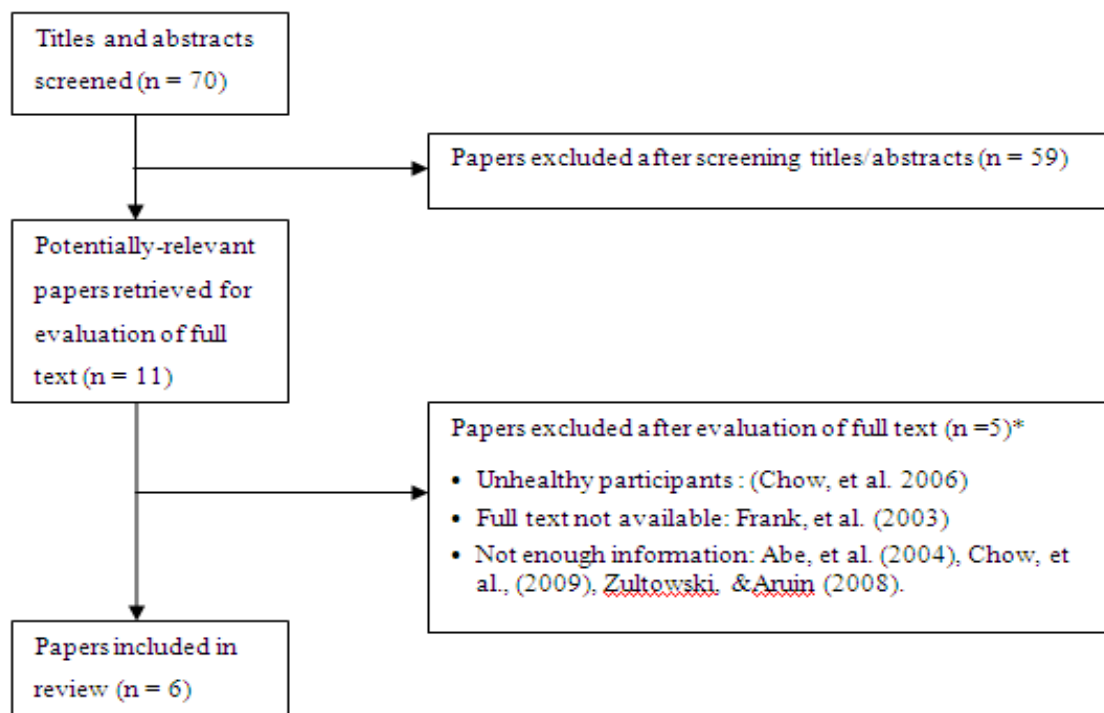 Titles and abstracts
screened (n = 70)
Papers excluded after screening titles/abstracts (n = 59)
Potentially-relevant
papers retrieved for
evaluation of full
text (n = 11)
Papers excluded after evaluation of full text (n =5)*
• Unhealthy participants : (Chow, et al. 2006)
• Full text not available: Frank, et al. (2003)
• Not enough information: Abe, et al. (2004), Chow, et
al., (2009), Zultowski, &Aruin (2008).
Papers included in
review (n = 6)